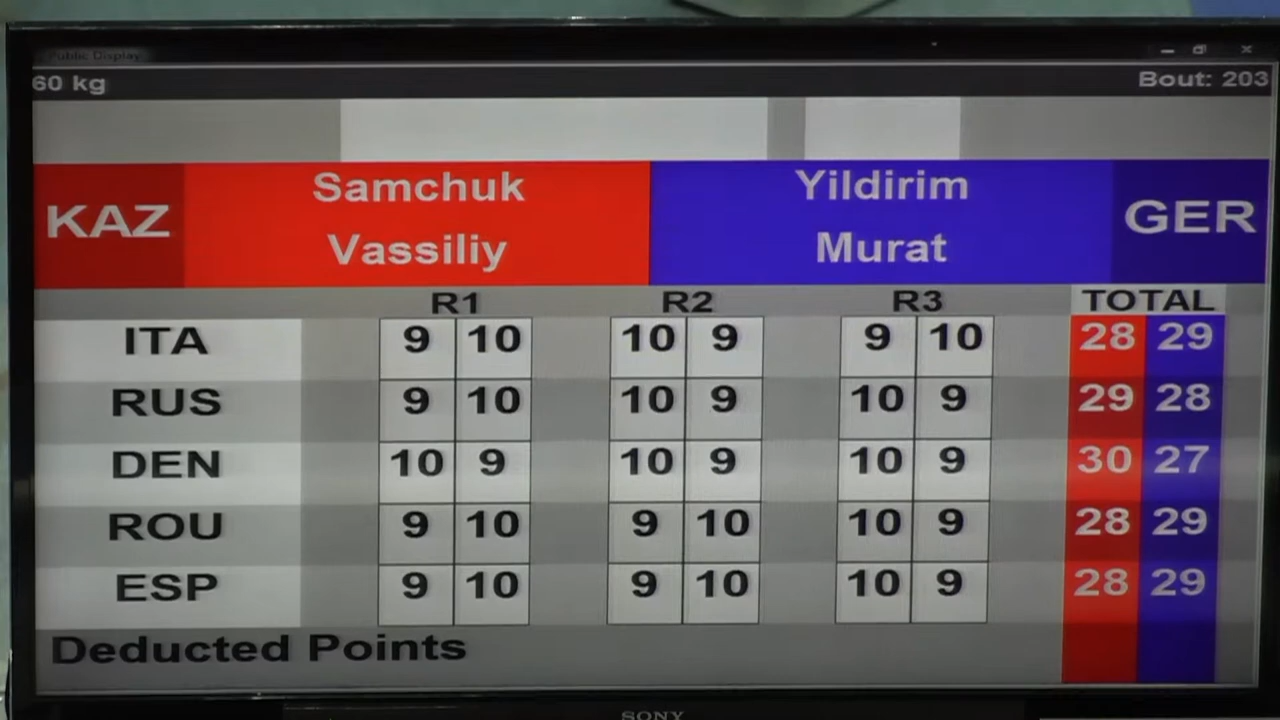 Public Display
60 kg Bout: 203
KAZ Samchuk Vassiliy Yildirim Murat GER
R1 R2 R3 TOTAL
ITA 9 10 10 9 9 10 28 29
RUS 9 10 10 9 10 9 29 28
DEN 10 9 10 9 10 9 30 27
ROU 9 10 9 10 10 9 28 29
ESP 9 10 9 10 10 9 28 29
Deducted Points
SONY